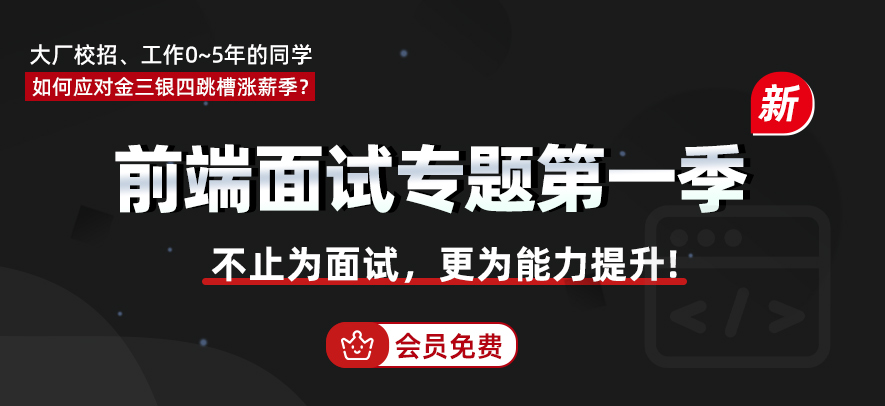 大厂校招、工作0~5年的同学
如何应对金三银四跳槽涨薪季？
新
前端面试专题第一季
不止为面试，更为能力提升！
</>
会员免费